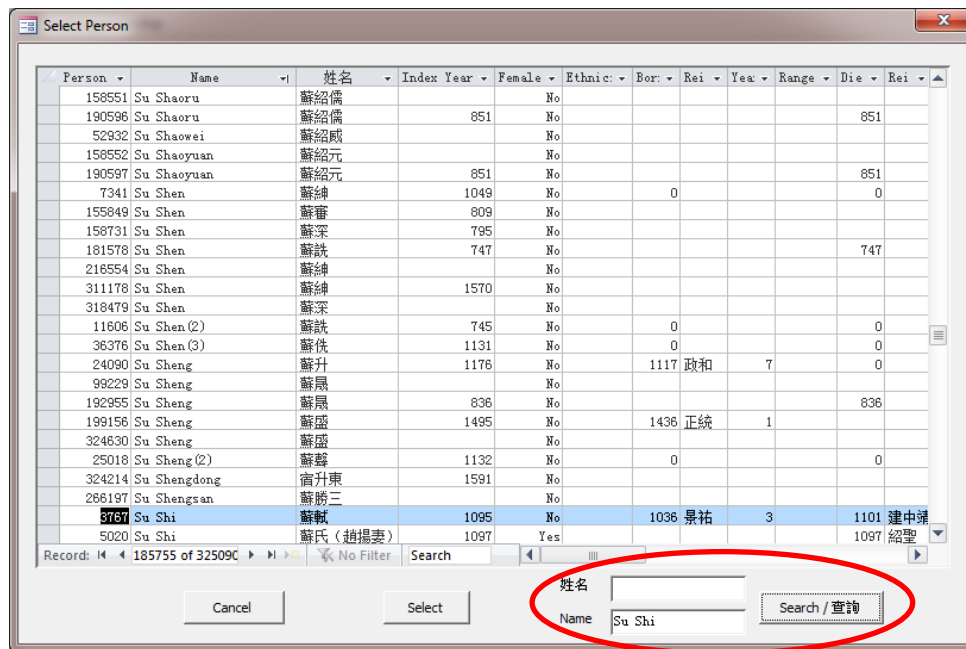 Select Person
Person Name 姓名 Index Year Female Ethnic: Bor: Rei Yea: Range Die Rei
158551 Su Shaoru 蘇紹儒 No
190596 Su Shaoru 蘇紹儒 851 No 851
52932 Su Shaowei 蘇紹威 No
158552 Su Shaoyuan 蘇紹元 No
190597 Su Shaoyuan 蘇紹元 851 No 851
7341 Su Shen 蘇紳 1049 No 0 0
155849 Su Shen 蘇審 809 No
158731 Su Shen 蘇深 795 No
181578 Su Shen 蘇詵 747 No 747
216554 Su Shen 蘇紳 No
311178 Su Shen 蘇紳 1570 No
318479 Su Shen 蘇深 No
11606 Su Shen(2) 蘇詵 745 No 0 0
36376 Su Shen(3) 蘇侁 1131 No 0 0
24090 Su Sheng 蘇升 1176 No 1117 政和 7 0
99229 Su Sheng 蘇晟 No
192955 Su Sheng 蘇晟 836 No 836
199156 Su Sheng 蘇盛 1495 No 1436 正統 1
324630 Su Sheng 蘇盛 No
25018 Su Sheng(2) 蘇聲 1132 No 0 0
324214 Su Shengdong 宿升東 1591 No
266197 Su Shengsan 蘇勝三 No
3767 Su Shi 蘇軾 1095 No 1036 景祐 3 1101 建中靖
5020 Su Shi 蘇氏（趙揚妻） 1097 Yes 1097 紹聖
Record: 185755 of 325090 No Filter Search
姓名
Cancel Select Search / 查詢
Name Su Shi